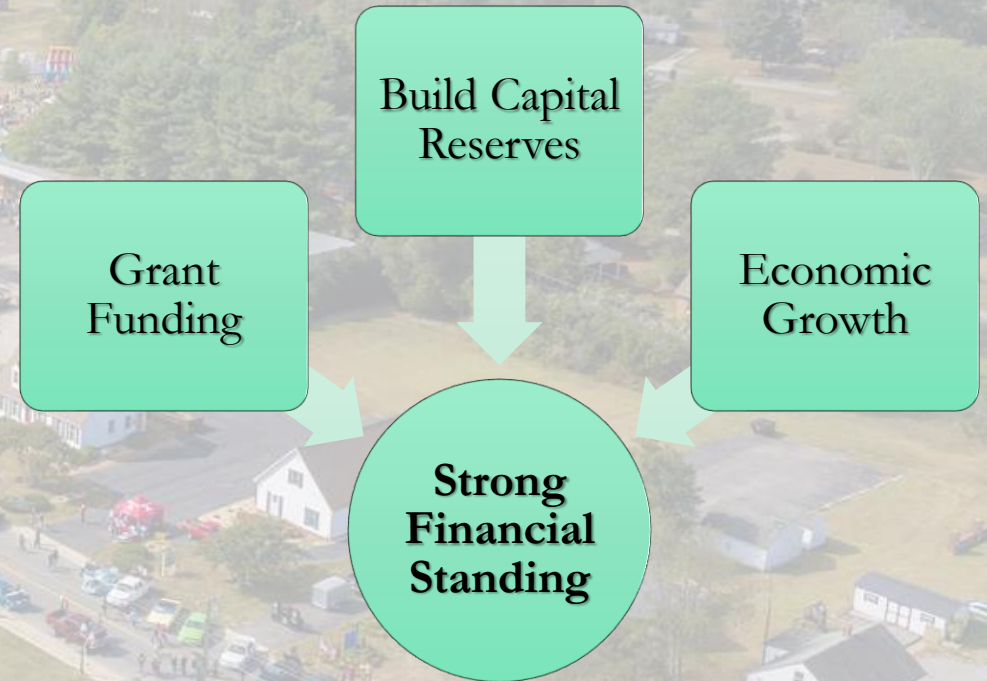 Build Capital
Reserves
Grant
Funding
Economic
Growth
Strong
Financial
Standing